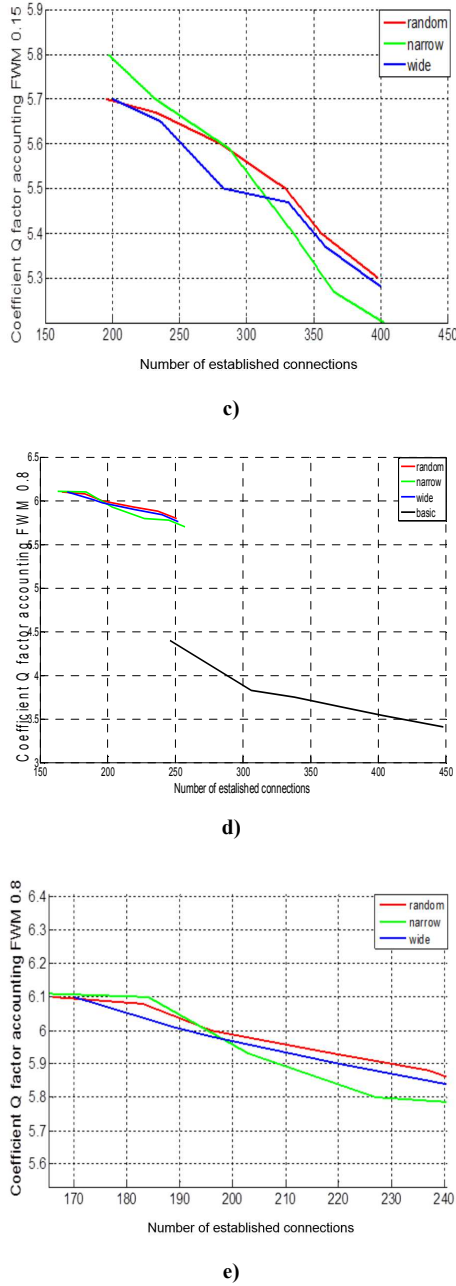 Coefficient Q factor accounting FWM 0.15
5.9
5.8
5.7
5.6
5.5
5.4
5.3
random
narrow
wide
150 200 250 300 350 400 450
Number of established connections
c)
Coefficient Q factor accounting FWM 0.8
6.5
6
5.5
5
4.5
4
3.5
3
random
narrow
wide
basic
150 200 250 300 350 400 450
Number of estalished connections
d)
Coefficient Q factor accounting FWM 0.8
6.4
6.3
6.2
6.1
6
5.9
5.8
5.7
5.6
random
narrow
wide
170 180 190 200 210 220 230 240
Number of established connections
e)